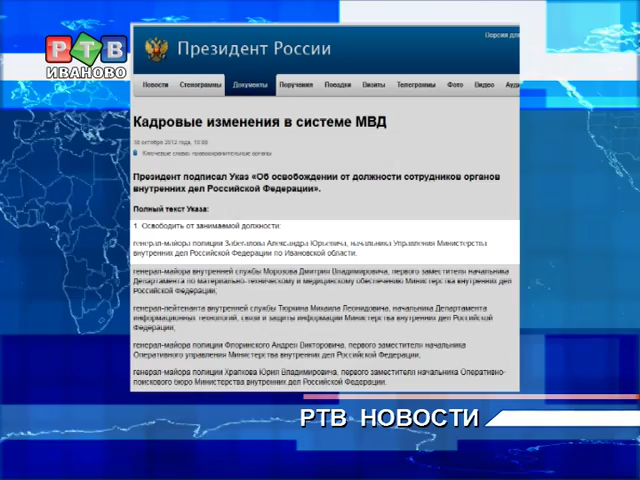 РТВ
ИВАНОВО
Президент России
Версия для
Новости Стенограммы Документы Поручения Поездки Визиты Телеграммы Фото Видео Ауди
Кадровые изменения в системе МВД
30 октября 2012 года, 10:00
Ключевые слова: правоохранительные органы
Президент подписал Указ «Об освобождении от должности сотрудников органов
внутренних дел Российской Федерации».
Полный текст Указа:
1. Освободить от занимаемой должности:
генерал-майора полиции Александра Юрьевича, начальника Управления Министерства
внутренних дел Российской Федерации по Ивановской области;
генерал-майора внутренней службы Морозова Дмитрия Владимировича, первого заместителя начальника
Департамента по материально-техническому и медицинскому обеспечению Министерства внутренних дел
Российской Федерации;
генерал-лейтенанта внутренней службы Тюркина Михаила Леонидовича, начальника Департамента
информационных технологий, связи и защиты информации Министерства внутренних дел Российской
Федерации;
генерал-майора полиции Флоринского Андрея Викторовича, первого заместителя начальника
Оперативного управления Министерства внутренних дел Российской Федерации;
генерал-майора полиции Храпкова Юрия Владимировича, первого заместителя начальника Оперативно-
поискового бюро Министерства внутренних дел Российской Федерации.
РТВ НОВОСТИ